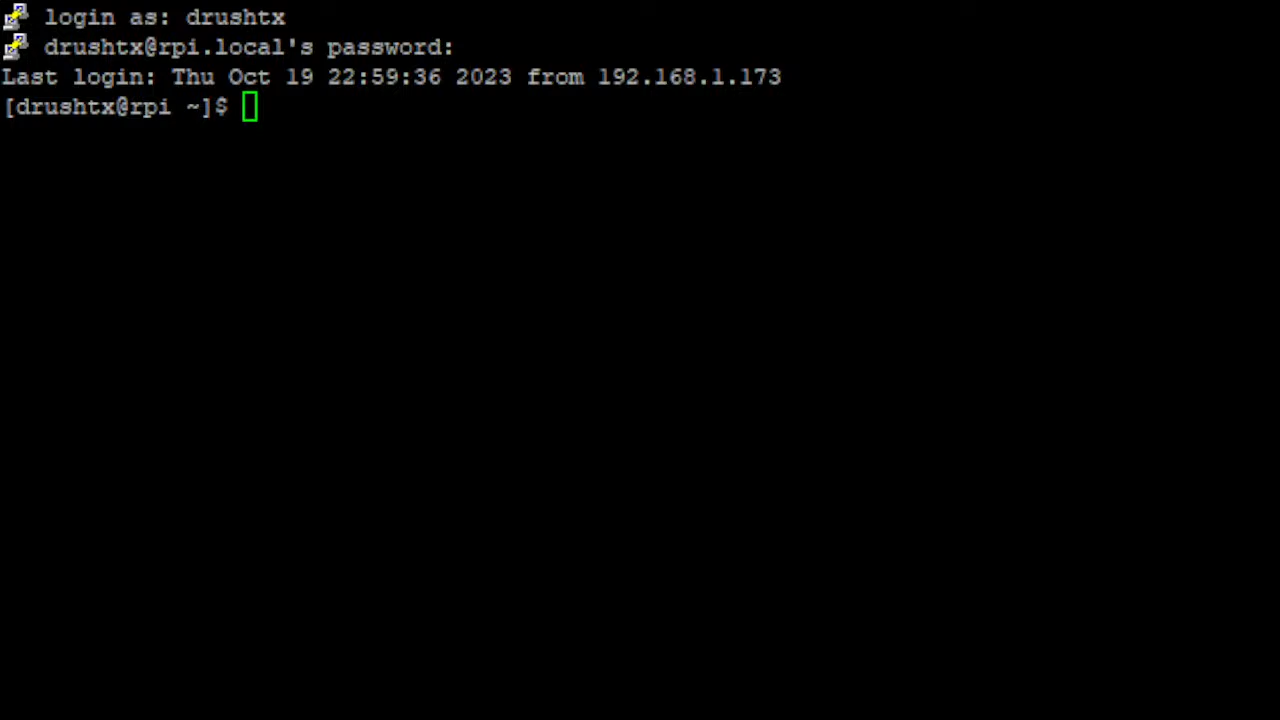 login as: drushtx
drushtx@rpi.local's password:
Last login: Thu Oct 19 22:59:36 2023 from 192.168.1.173
[drushtx@rpi ~]$